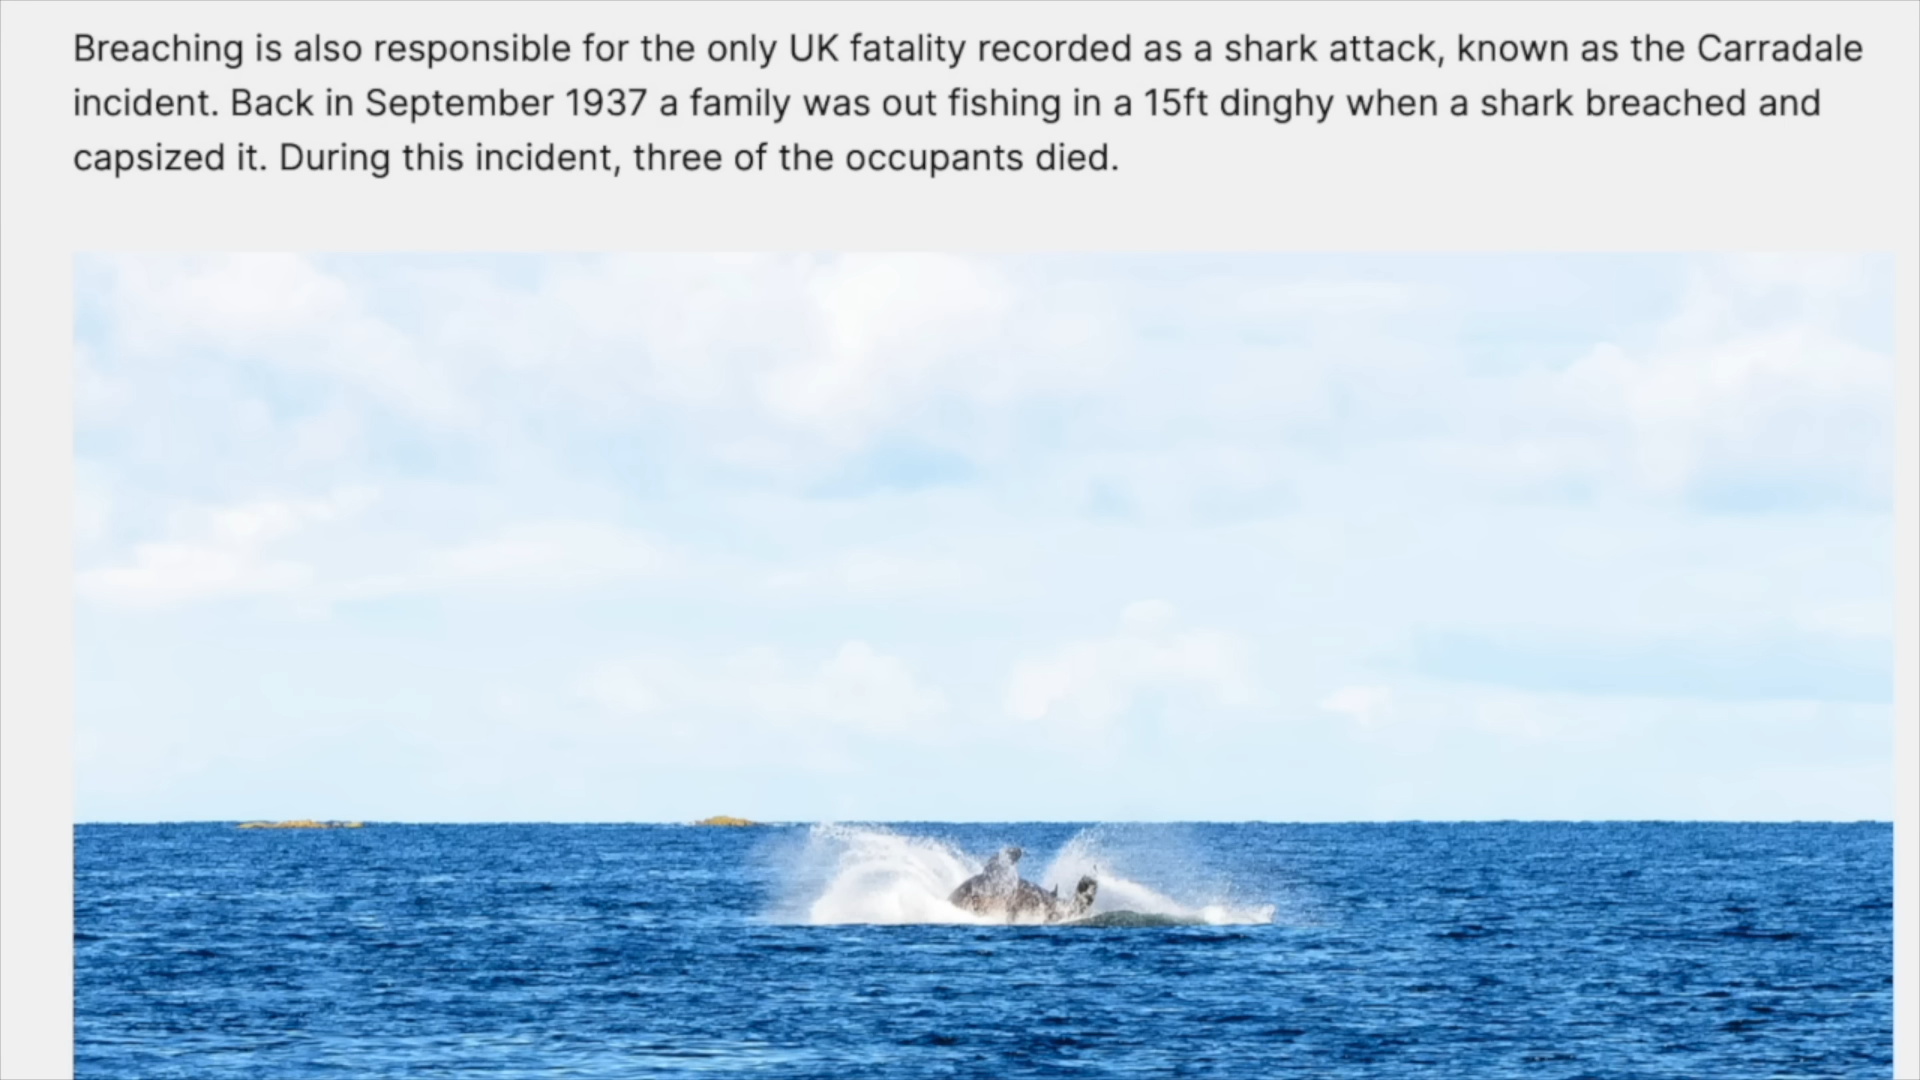 Breaching is also responsible for the only UK fatality recorded as a shark attack, known as the Carradale
incident. Back in September 1937 a family was out fishing in a 15ft dinghy when a shark breached and
capsized it. During this incident, three of the occupants died.